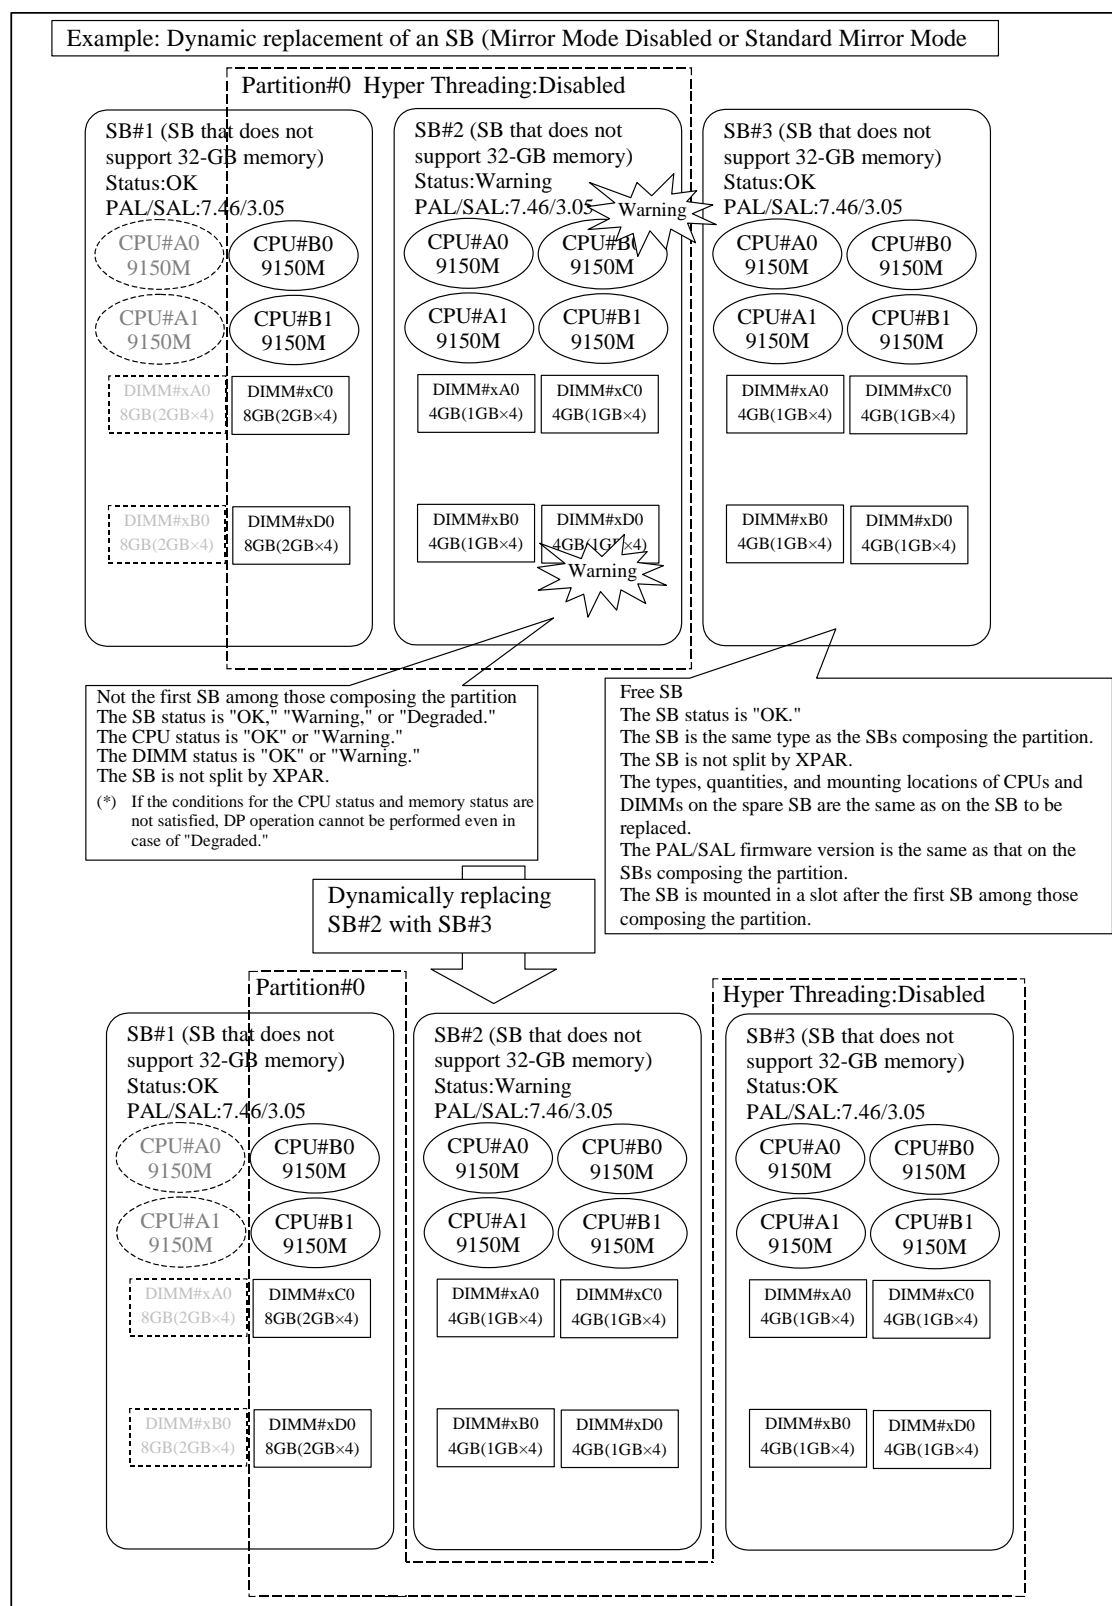 Example: Dynamic replacement of an SB (Mirror Mode Disabled or Standard Mirror Mode
Partition#0 Hyper Threading:Disabled
SB#1 (SB that does not
support 32-GB memory)
Status:OK
PAL/SAL:7.46/3.05
CPU#A0
9150M
CPU#B0
9150M
CPU#A1
9150M
CPU#B1
9150M
DIMM#xA0
8GB(2GB×4)
DIMM#xC0
8GB(2GB×4)
DIMM#xB0
8GB(2GB×4)
DIMM#xD0
8GB(2GB×4)
SB#2 (SB that does not
support 32-GB memory)
Status:Warning
PAL/SAL:7.46/3.05
Warning
CPU#A0
9150M
CPU#B0
9150M
CPU#A1
9150M
CPU#B1
9150M
DIMM#xA0
4GB(1GB×4)
DIMM#xC0
4GB(1GB×4)
DIMM#xB0
4GB(1GB×4)
DIMM#xD0
4GB(1GB×4)
Warning
SB#3 (SB that does not
support 32-GB memory)
Status:OK
PAL/SAL:7.46/3.05
CPU#A0
9150M
CPU#B0
9150M
CPU#A1
9150M
CPU#B1
9150M
DIMM#xA0
4GB(1GB×4)
DIMM#xC0
4GB(1GB×4)
DIMM#xB0
4GB(1GB×4)
DIMM#xD0
4GB(1GB×4)
Not the first SB among those composing the partition
The SB status is "OK," "Warning," or "Degraded."
The CPU status is "OK" or "Warning."
The DIMM status is "OK" or "Warning."
The SB is not split by XPAR.
(*) If the conditions for the CPU status and memory status are
not satisfied, DP operation cannot be performed even in
case of "Degraded."
Free SB
The SB status is "OK."
The SB is the same type as the SBs composing the partition.
The SB is not split by XPAR.
The types, quantities, and mounting locations of CPUs and
DIMMs on the spare SB are the same as on the SB to be
replaced.
The PAL/SAL firmware version is the same as that on the
SBs composing the partition.
The SB is mounted in a slot after the first SB among those
composing the partition.
Dynamically replacing
SB#2 with SB#3
Partition#0
Hyper Threading:Disabled
SB#1 (SB that does not
support 32-GB memory)
Status:OK
PAL/SAL:7.46/3.05
CPU#A0
9150M
CPU#B0
9150M
CPU#A1
9150M
CPU#B1
9150M
DIMM#xA0
8GB(2GB×4)
DIMM#xC0
8GB(2GB×4)
DIMM#xB0
8GB(2GB×4)
DIMM#xD0
8GB(2GB×4)
SB#2 (SB that does not
support 32-GB memory)
Status:Warning
PAL/SAL:7.46/3.05
CPU#A0
9150M
CPU#B0
9150M
CPU#A1
9150M
CPU#B1
9150M
DIMM#xA0
4GB(1GB×4)
DIMM#xC0
4GB(1GB×4)
DIMM#xB0
4GB(1GB×4)
DIMM#xD0
4GB(1GB×4)
SB#3 (SB that does not
support 32-GB memory)
Status:OK
PAL/SAL:7.46/3.05
CPU#A0
9150M
CPU#B0
9150M
CPU#A1
9150M
CPU#B1
9150M
DIMM#xA0
4GB(1GB×4)
DIMM#xC0
4GB(1GB×4)
DIMM#xB0
4GB(1GB×4)
DIMM#xD0
4GB(1GB×4)